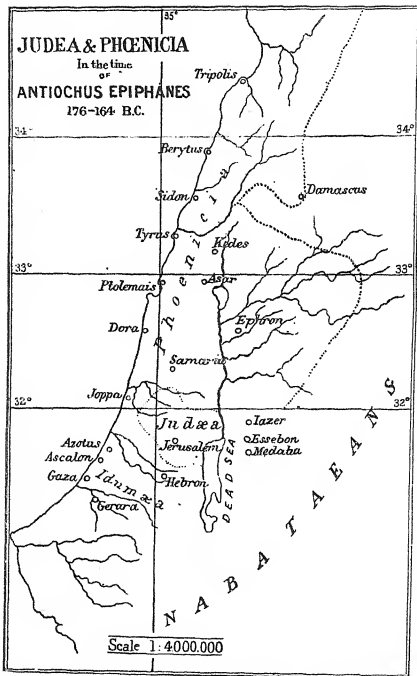 35°
JUDEA & PHŒNICIA
In the time
OF
ANTIOCHUS EPIPHANES
176-164 B.C.
Tripolis
34°
34°
Berytus
Sidon
Damascus
Tyrus
Kedes
Phoenicia
33°
33°
Ptolemais
Asar
Dora
Ephron
Samaria
Joppa
32°
32°
Judæa
Iazer
Azotus
Jerusalem
Essebon
Ascalon
Medaba
Gaza
Idumæa
Hebron
DEAD SEA
Gerara
NABATAEANS
Scale 1:4000.000